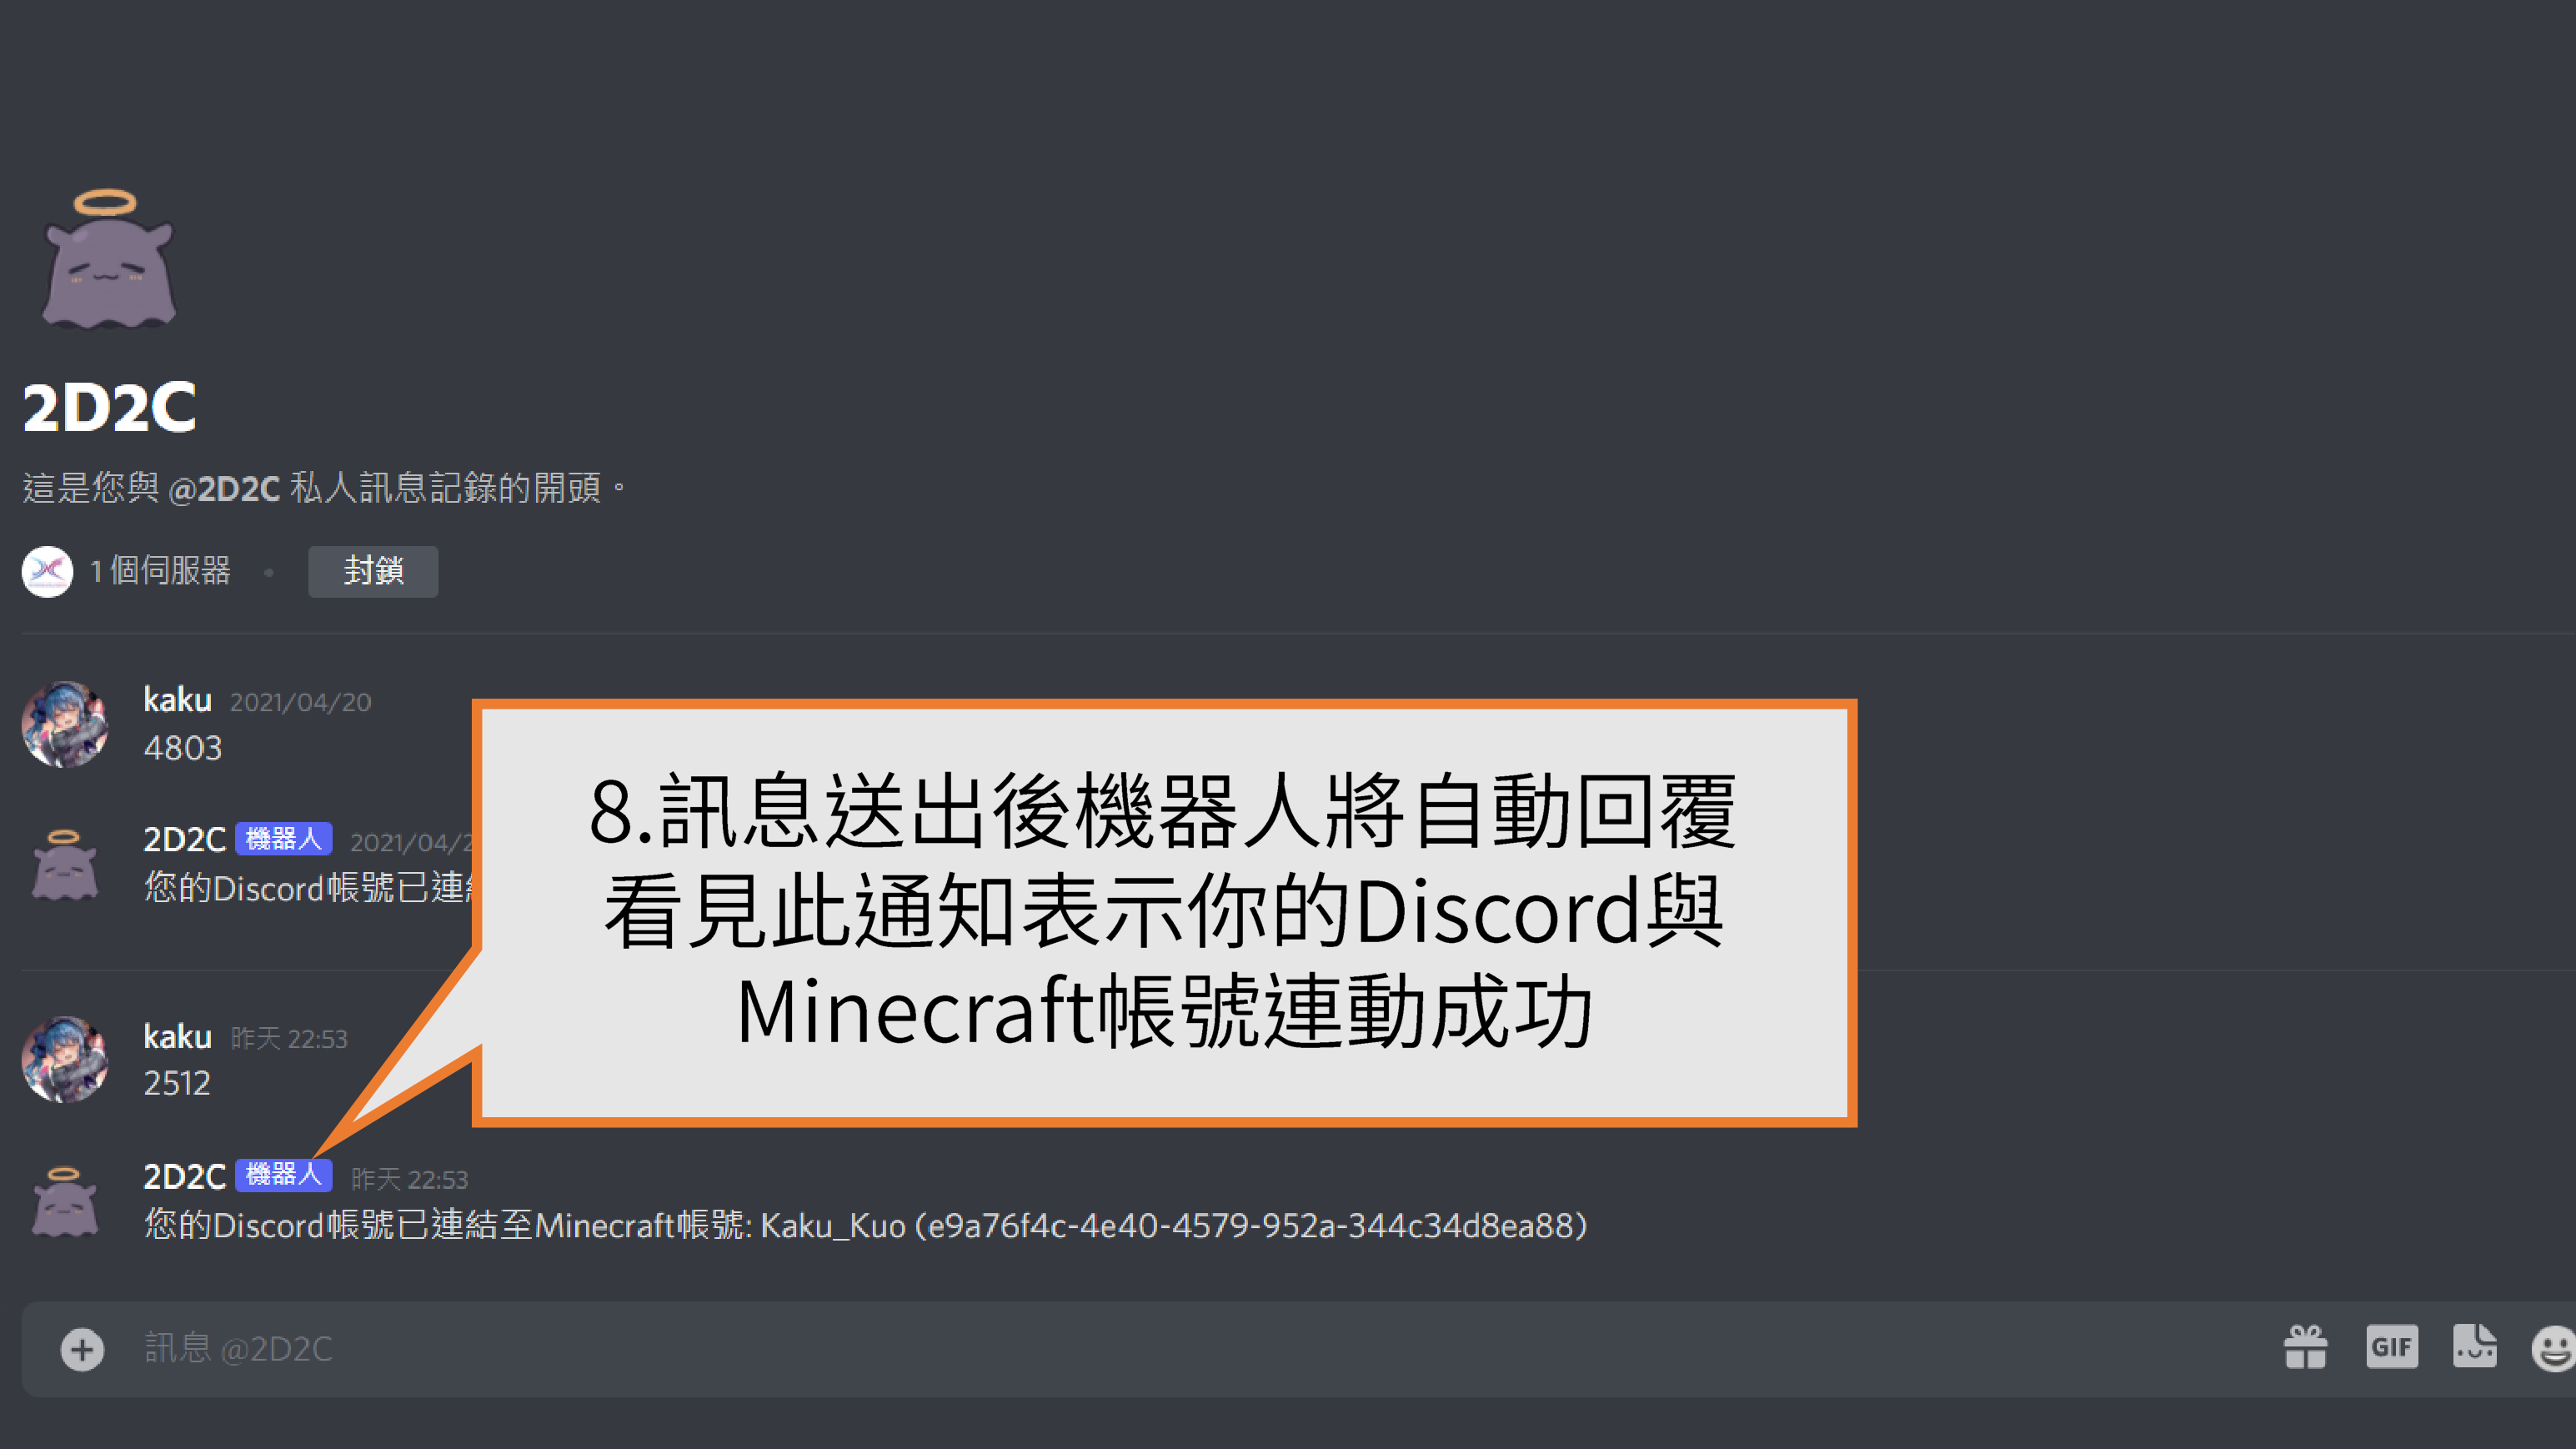 2D2C
這是您與 @2D2C 私人訊息記錄的開頭。
1 個伺服器 • 封鎖
kaku 2021/04/20
4803
2D2C 機器人 2021/04/2
您的Discord帳號已連
8.訊息送出後機器人將自動回覆
看見此通知表示你的Discord與
Minecraft帳號連動成功
kaku 昨天 22:53
2512
2D2C 機器人 昨天 22:53
您的Discord帳號已連結至Minecraft帳號: Kaku_Kuo (e9a76f4c-4e40-4579-952a-344c34d8ea88)
訊息 @2D2C
GIF